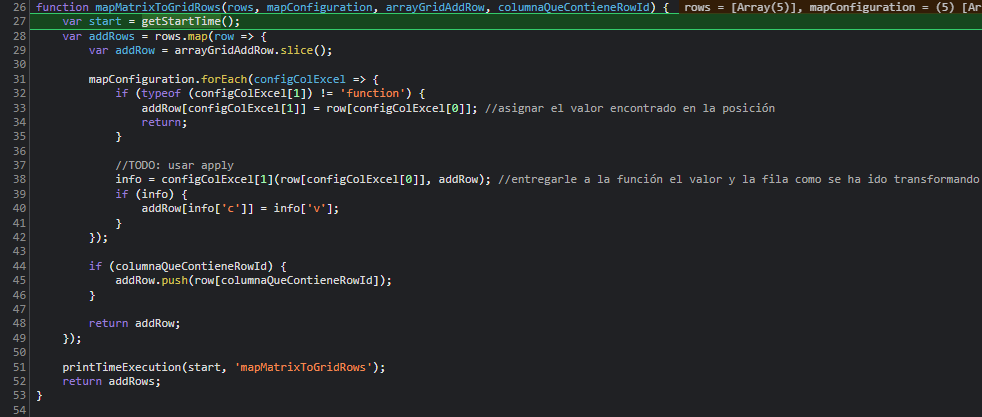 26 function mapMatrixToGridRows(rows, mapConfiguration, arrayGridAddRow, columnaQueContieneRowId) { rows = [Array(5)], mapConfiguration = (5) [Ar
27     var start = getStartTime();
28     var addRows = rows.map(row => {
29         var addRow = arrayGridAddRow.slice();
30
31         mapConfiguration.forEach(configColExcel => {
32             if (typeof (configColExcel[1]) != 'function') {
33                 addRow[configColExcel[1]] = row[configColExcel[0]]; //asignar el valor encontrado en la posición
34                 return;
35             }
36
37             //TODO: usar apply
38             info = configColExcel[1](row[configColExcel[0]], addRow); //entregarle a la función el valor y la fila como se ha ido transformando
39             if (info) {
40                 addRow[info['c']] = info['v'];
41             }
42         });
43
44         if (columnaQueContieneRowId) {
45             addRow.push(row[columnaQueContieneRowId]);
46         }
47
48         return addRow;
49     });
50
51     printTimeExecution(start, 'mapMatrixToGridRows');
52     return addRows;
53 }
54